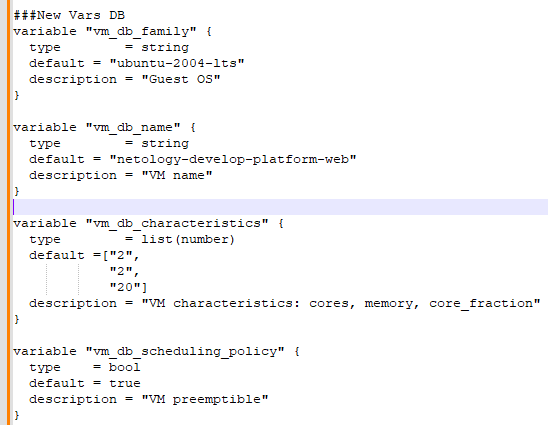 ###New Vars DB
variable "vm_db_family" {
  type        = string
  default = "ubuntu-2004-lts"
  description = "Guest OS"
}

variable "vm_db_name" {
  type        = string
  default = "netology-develop-platform-web"
  description = "VM name"
}

variable "vm_db_characteristics" {
  type        = list(number)
  default =["2",
            "2",
            "20"]
  description = "VM characteristics: cores, memory, core_fraction"
}

variable "vm_db_scheduling_policy" {
  type    = bool
  default = true
  description = "VM preemptible"
}